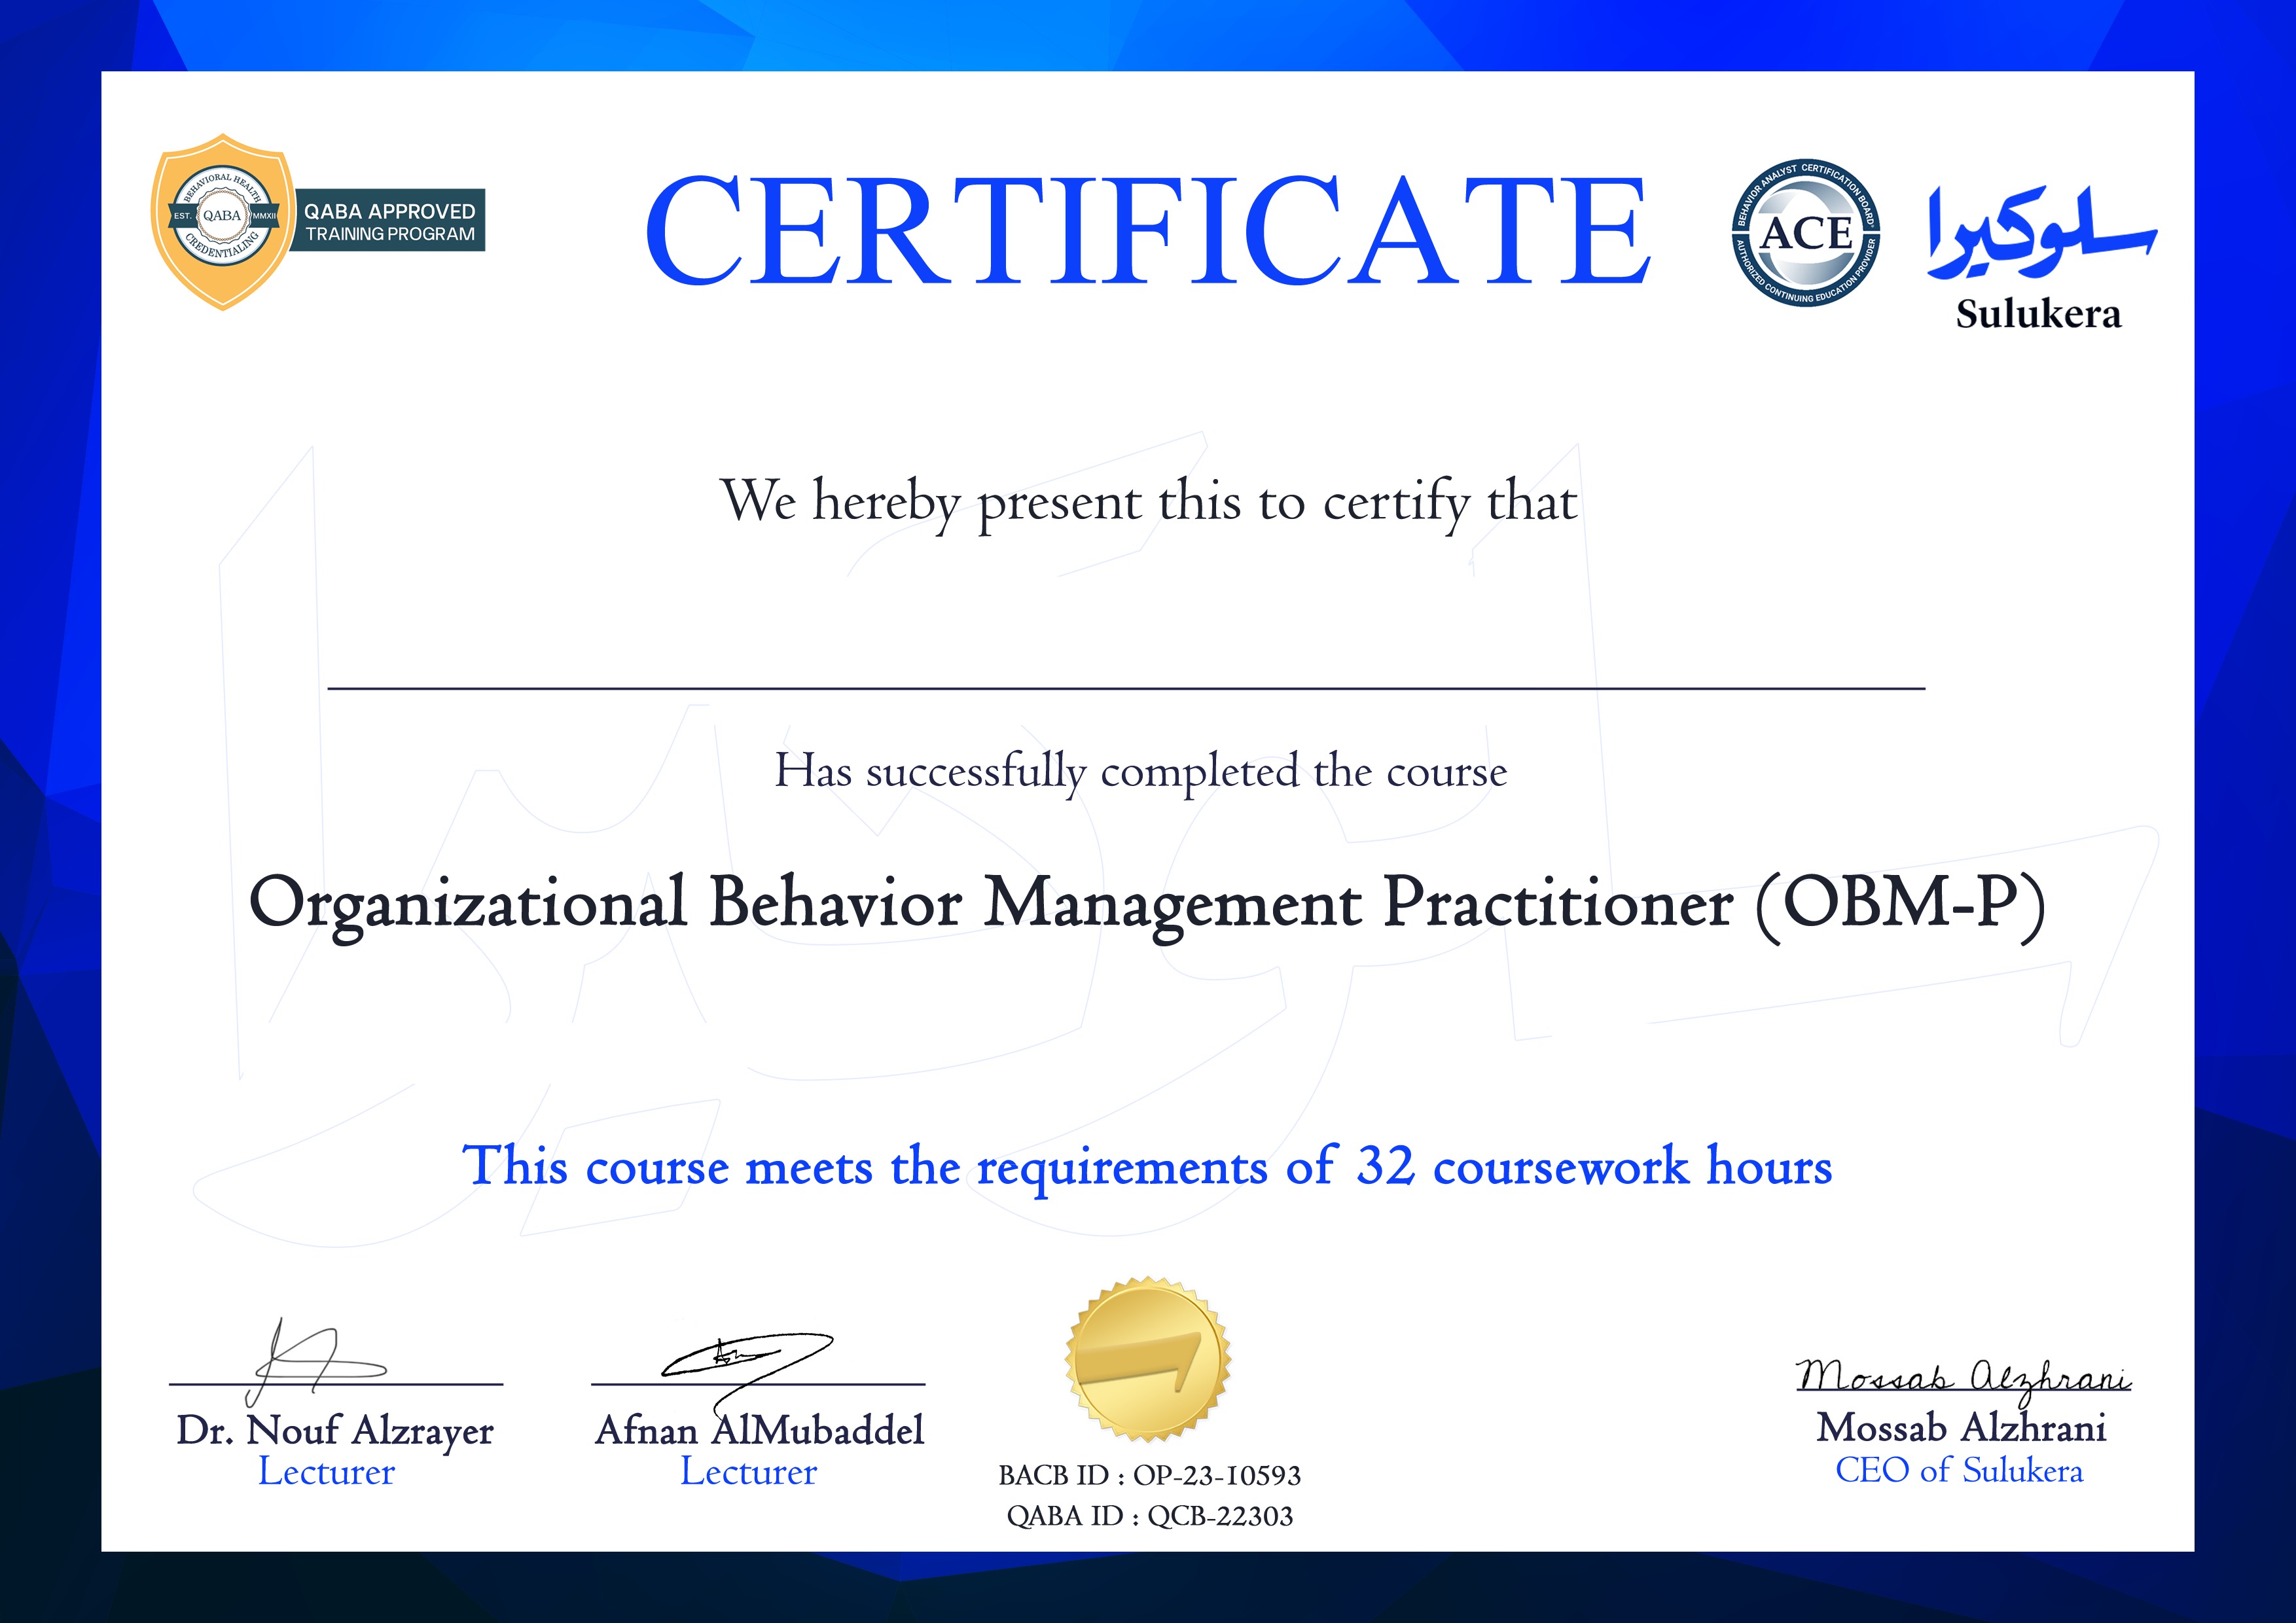 BEHAVIORAL HEALTH
EST. QABA MMXII
CREDENTIALING
QABA APPROVED
TRAINING PROGRAM
CERTIFICATE
BEHAVIOR ANALYST CERTIFICATION BOARD®
ACE
AUTHORIZED CONTINUING EDUCATION PROVIDER
سلوكيرا
Sulukera
We hereby present this to certify that
Has successfully completed the course
Organizational Behavior Management Practitioner (OBM-P)
This course meets the requirements of 32 coursework hours
Mossab Alzhrani
Dr. Nouf Alzrayer
Lecturer
Afnan AlMubaddel
Lecturer
BACB ID : OP-23-10593
QABA ID : QCB-22303
Mossab Alzhrani
CEO of Sulukera